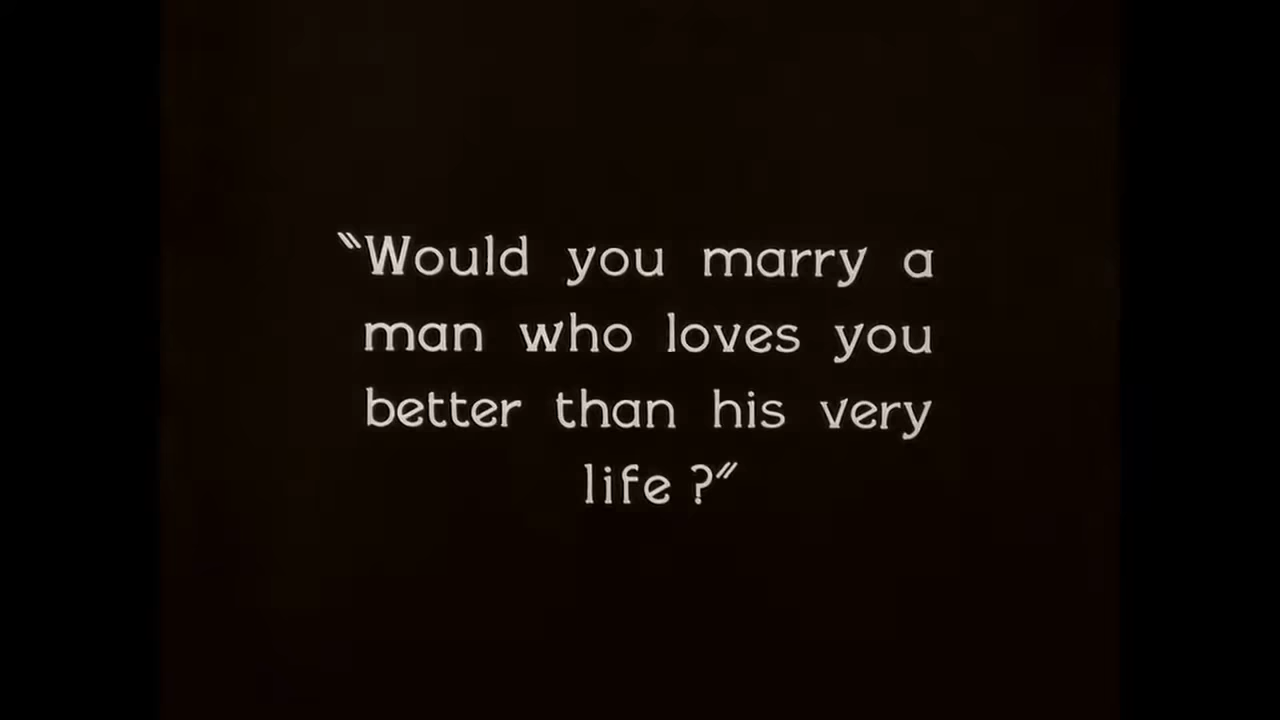 “Would you marry a
man who loves you
better than his very
life ?”